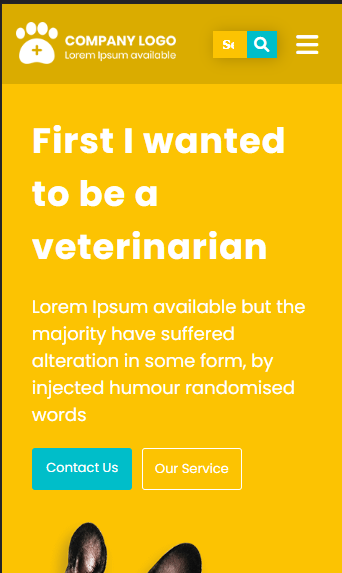 COMPANY LOGO
Lorem Ipsum available
First I wanted
to be a
veterinarian
Lorem Ipsum available but the
majority have suffered
alteration in some form, by
injected humour randomised
words
Contact Us
Our Service